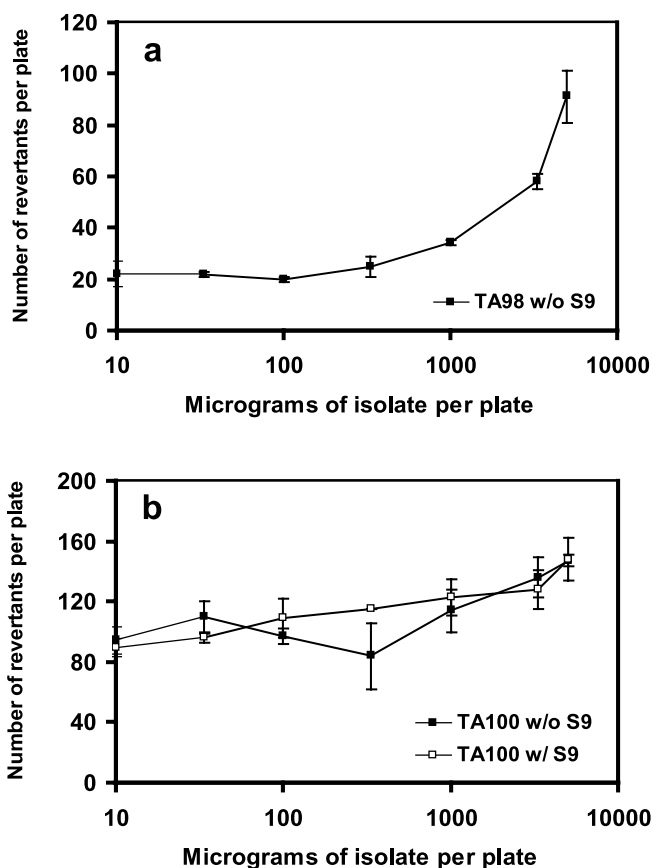 120
a
100
80
60
40
20
0
Number of revertants per plate
TA98 w/o S9
10 100 1000 10000
Micrograms of isolate per plate
200
b
160
120
80
40
0
Number of revertants per plate
TA100 w/o S9
TA100 w/ S9
10 100 1000 10000
Micrograms of isolate per plate